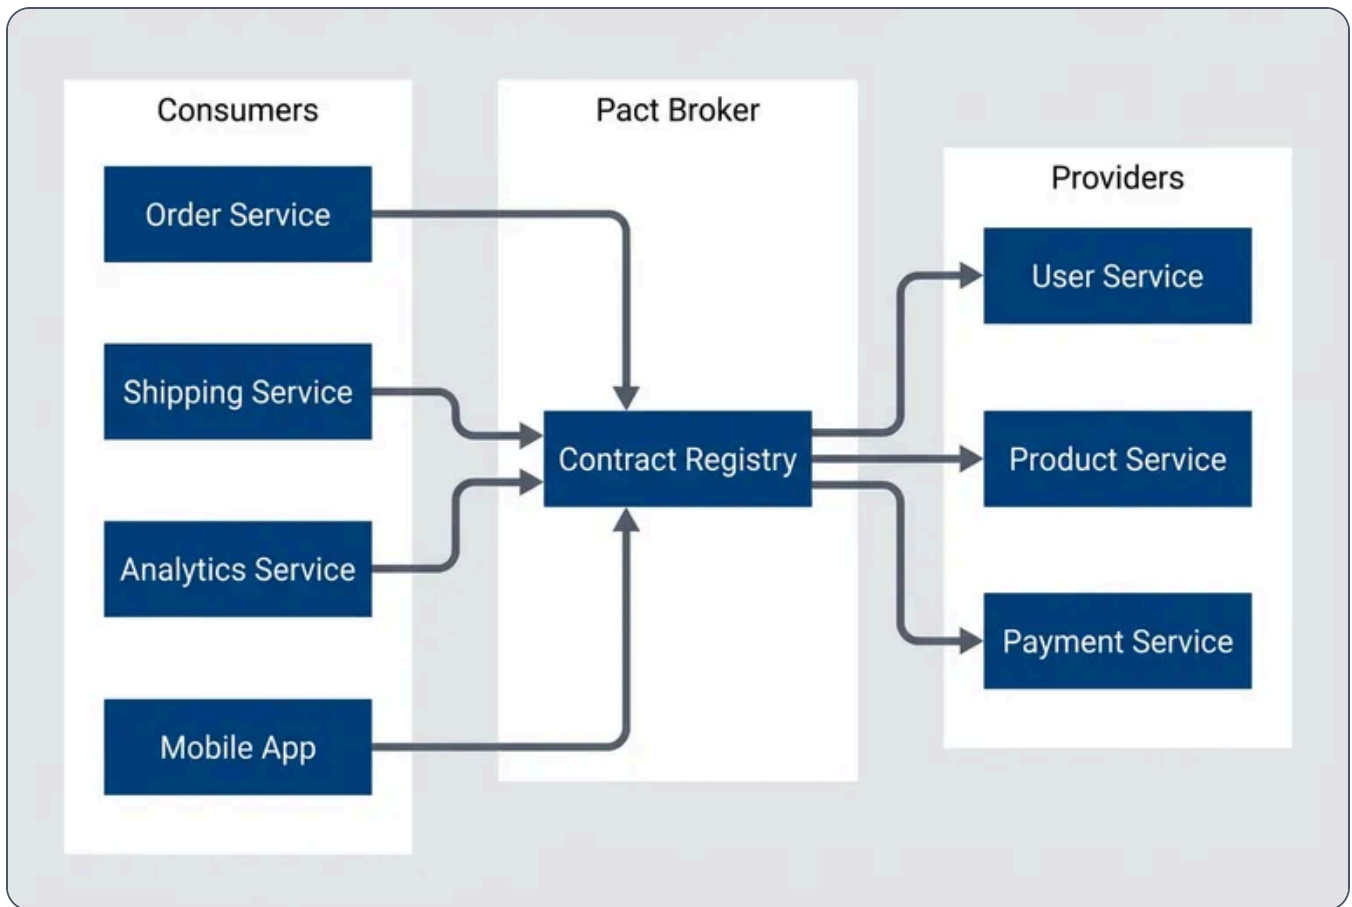 Consumers
Order Service
Shipping Service
Analytics Service
Mobile App
Pact Broker
Contract Registry
Providers
User Service
Product Service
Payment Service